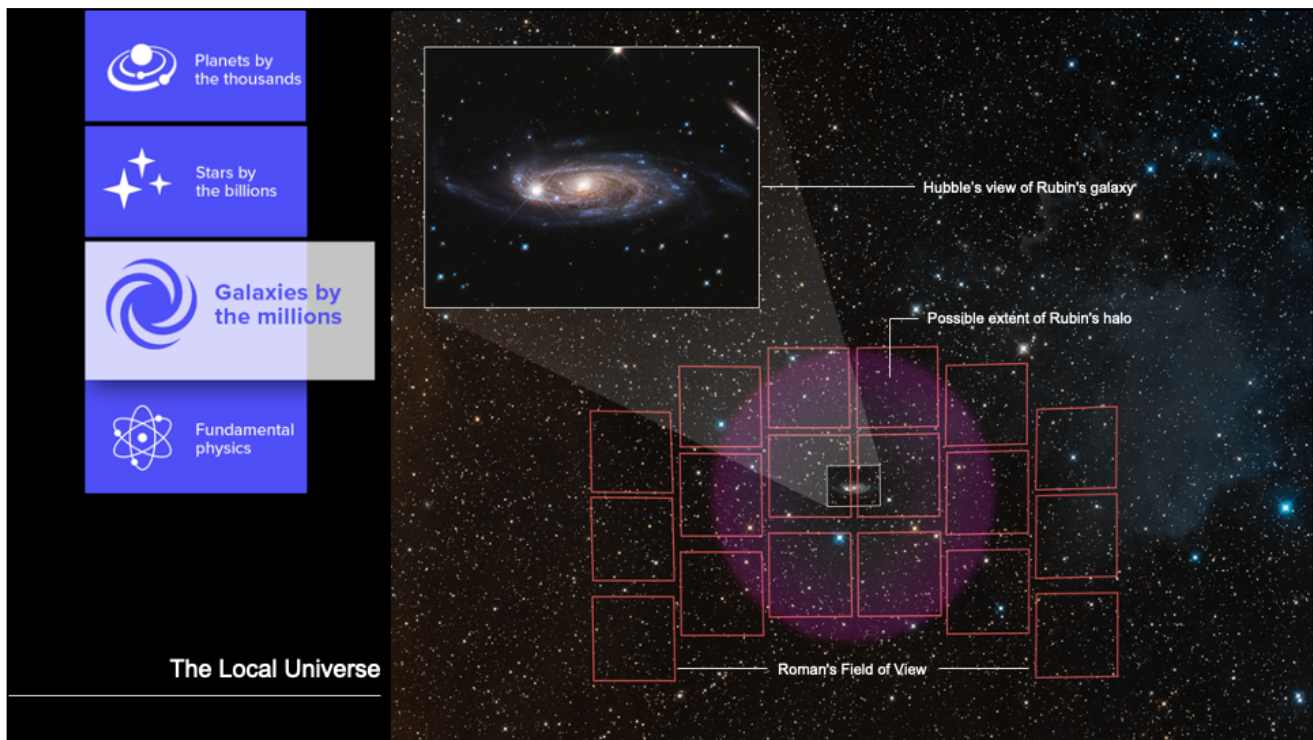 Planets by
the thousands
Stars by
the billions
Galaxies by
the millions
Fundamental
physics
The Local Universe
Hubble's view of Rubin's galaxy
Possible extent of Rubin's halo
Roman's Field of View